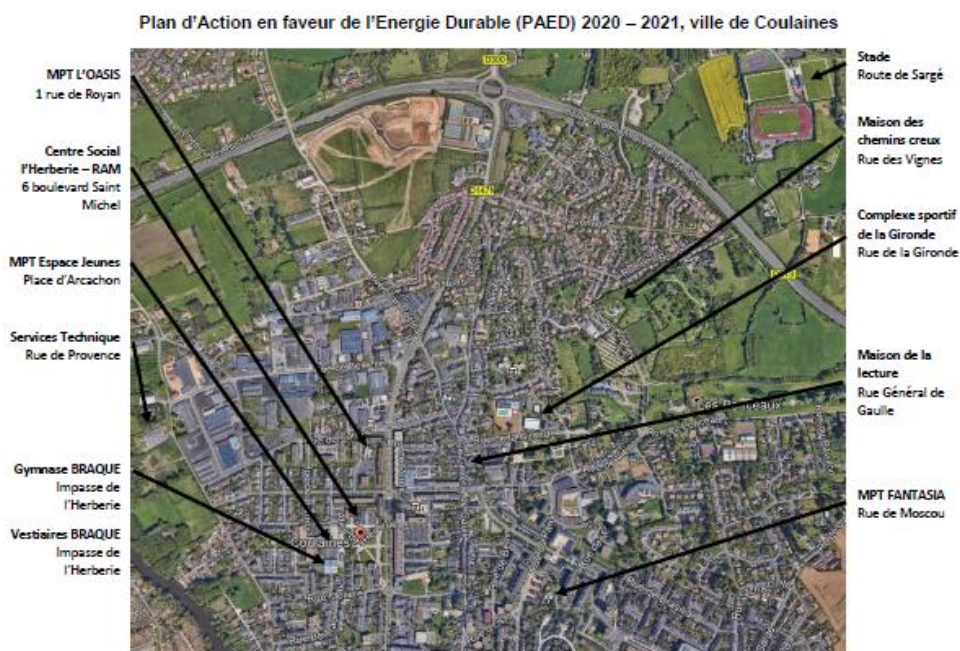 Plan d’Action en faveur de l’Energie Durable (PAED) 2020 – 2021, ville de Coulaines
MPT L’OASIS
1 rue de Royan
Centre Social
l’Herberie – RAM
6 boulevard Saint
Michel
MPT Espace Jeunes
Place d’Arcachon
Services Technique
Rue de Provence
Gymnase BRAQUE
Impasse de
l’Herberie
Vestiaires BRAQUE
Impasse de
l’Herberie
Stade
Route de Sargé
Maison des
chemins creux
Rue des Vignes
Complexe sportif
de la Gironde
Rue de la Gironde
Maison de la
lecture
Rue Général de
Gaulle
MPT FANTASIA
Rue de Moscou
D300
Coulaines